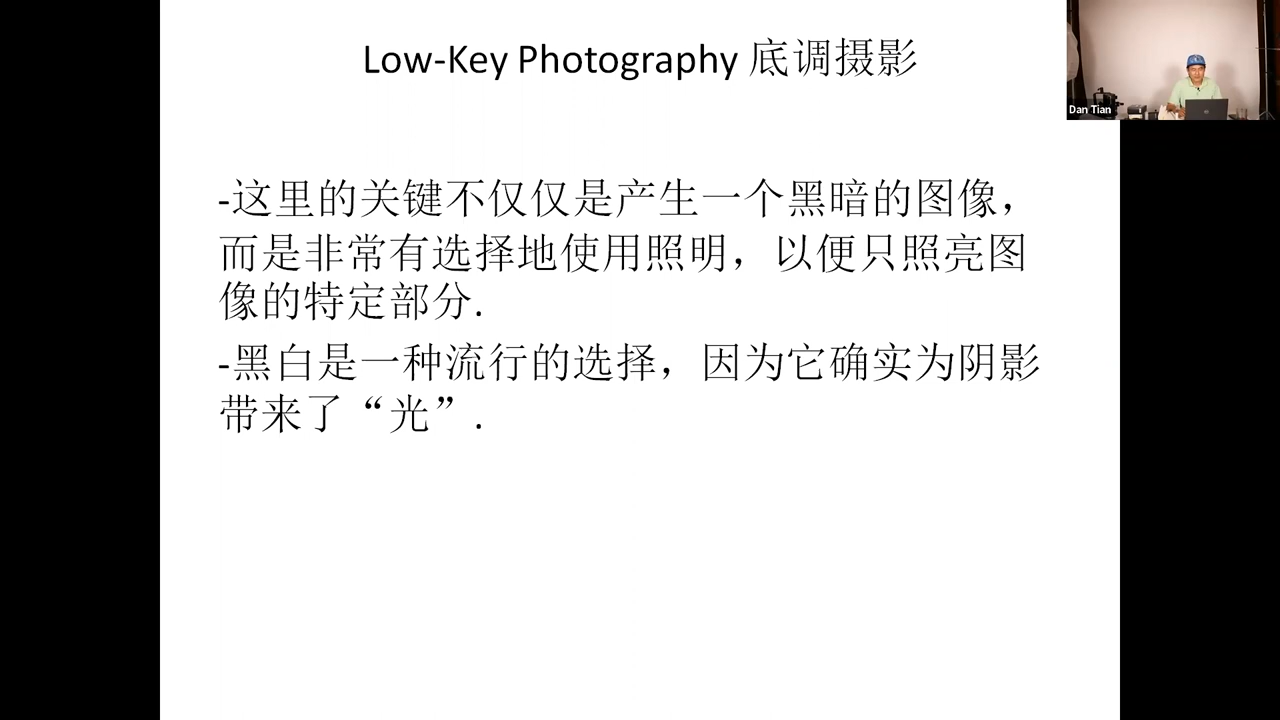 Low-Key Photography 底调摄影
Dan Tian
-这里的关键不仅仅是产生一个黑暗的图像，
而是非常有选择地使用照明，以便只照亮图
像的特定部分.
-黑白是一种流行的选择，因为它确实为阴影
带来了“光”.